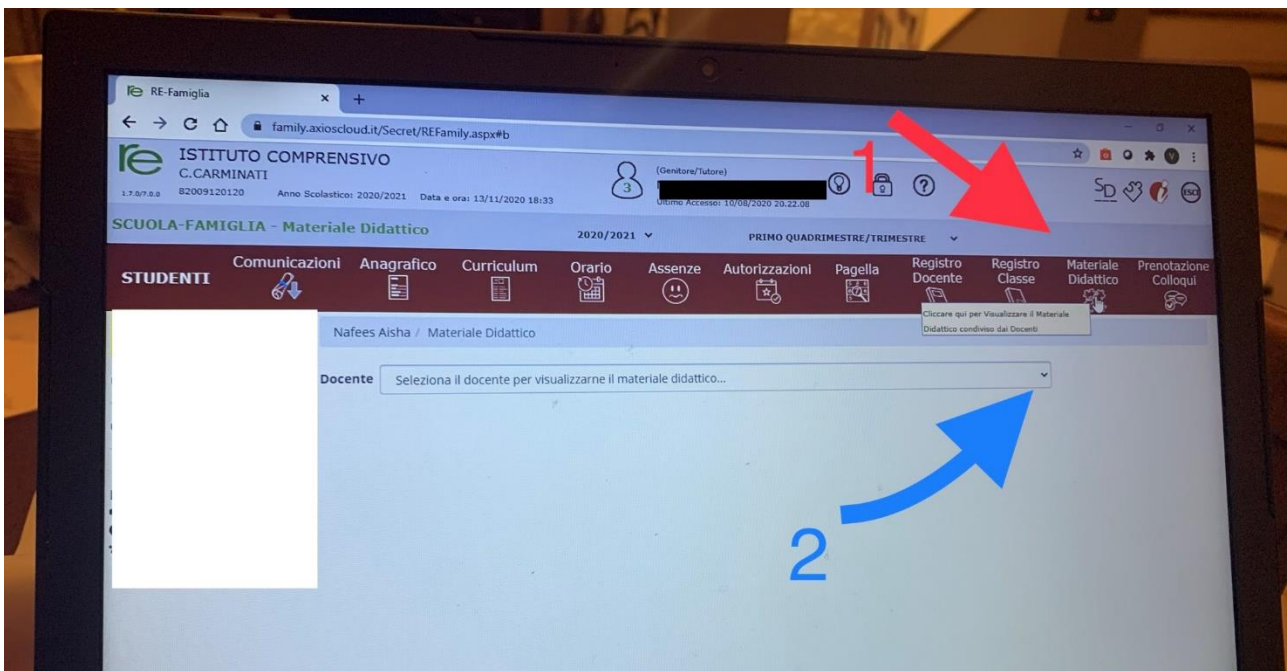 RE-Famiglia
family.axioscloud.it/Secret/REFamily.aspx#b
re
ISTITUTO COMPRENSIVO
C.CARMINATI
1.7.0/7.0.0 82009120120 Anno Scolastico: 2020/2021 Data e ora: 13/11/2020 18:33
3
(Genitore/Tutore)
Ultimo Accesso: 10/08/2020 20.22.08
SD
ESCI
1
SCUOLA-FAMIGLIA - Materiale Didattico
2020/2021
PRIMO QUADRIMESTRE/TRIMESTRE
STUDENTI
Comunicazioni
Anagrafico
Curriculum
Orario
Assenze
Autorizzazioni
Pagella
Registro
Docente
Registro
Classe
Materiale
Didattico
Prenotazione
Colloqui
Cliccare qui per Visualizzare il Materiale
Didattico condiviso dai Docenti
Nafees Aisha / Materiale Didattico
Docente
Seleziona il docente per visualizzarne il materiale didattico...
2